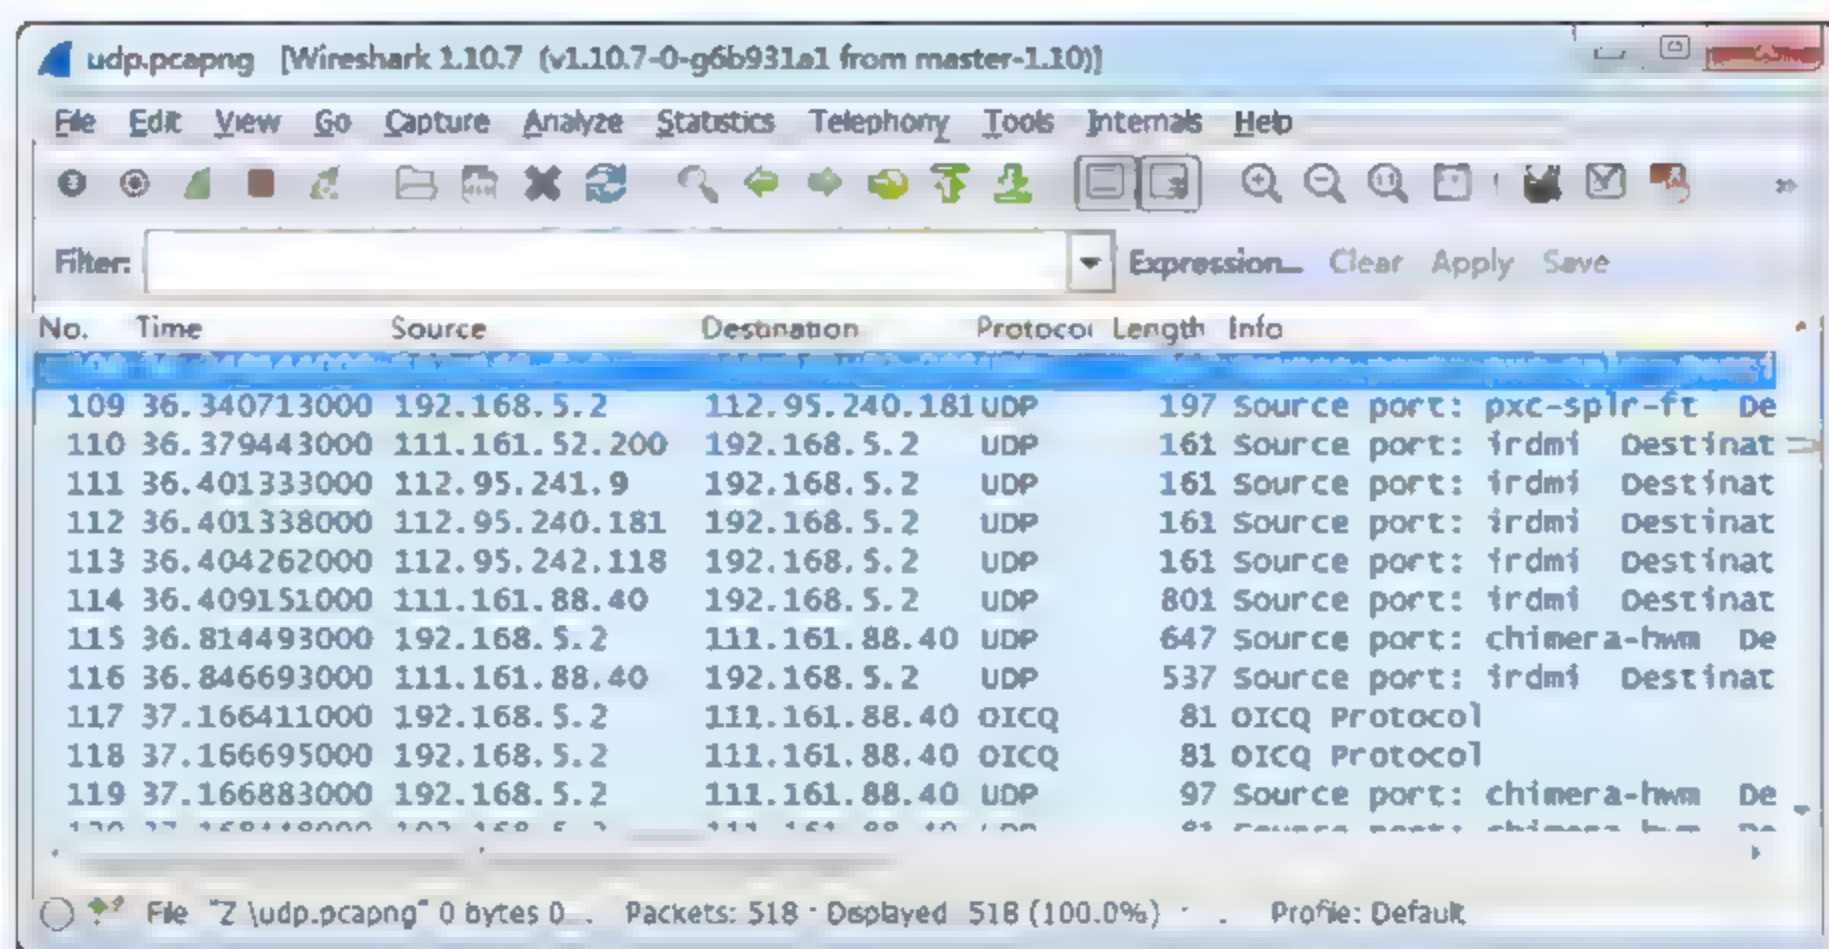 udp.pcapng [Wireshark 1.10.7 (v1.10.7-0-g6b931a1 from master-1.10)]
File Edit View Go Capture Analyze Statistics Telephony Tools Internals Help
Filter: Expression... Clear Apply Save
No. Time Source Destination Protocol Length Info
109 36.340713000 192.168.5.2 112.95.240.181 UDP 197 Source port: pxc-splr-ft De
110 36.379443000 111.161.52.200 192.168.5.2 UDP 161 Source port: irdmi Destinat
111 36.401333000 112.95.241.9 192.168.5.2 UDP 161 Source port: irdmi Destinat
112 36.401338000 112.95.240.181 192.168.5.2 UDP 161 Source port: irdmi Destinat
113 36.404262000 112.95.242.118 192.168.5.2 UDP 161 Source port: irdmi Destinat
114 36.409151000 111.161.88.40 192.168.5.2 UDP 801 Source port: irdmi Destinat
115 36.814493000 192.168.5.2 111.161.88.40 UDP 647 Source port: chimera-hwm De
116 36.846693000 111.161.88.40 192.168.5.2 UDP 537 Source port: irdmi Destinat
117 37.166411000 192.168.5.2 111.161.88.40 OICQ 81 OICQ Protocol
118 37.166695000 192.168.5.2 111.161.88.40 OICQ 81 OICQ Protocol
119 37.166883000 192.168.5.2 111.161.88.40 UDP 97 Source port: chimera-hwm De
File "Z \udp.pcapng" 0 bytes 0... Packets: 518 · Displayed 518 (100.0%) · Profile: Default